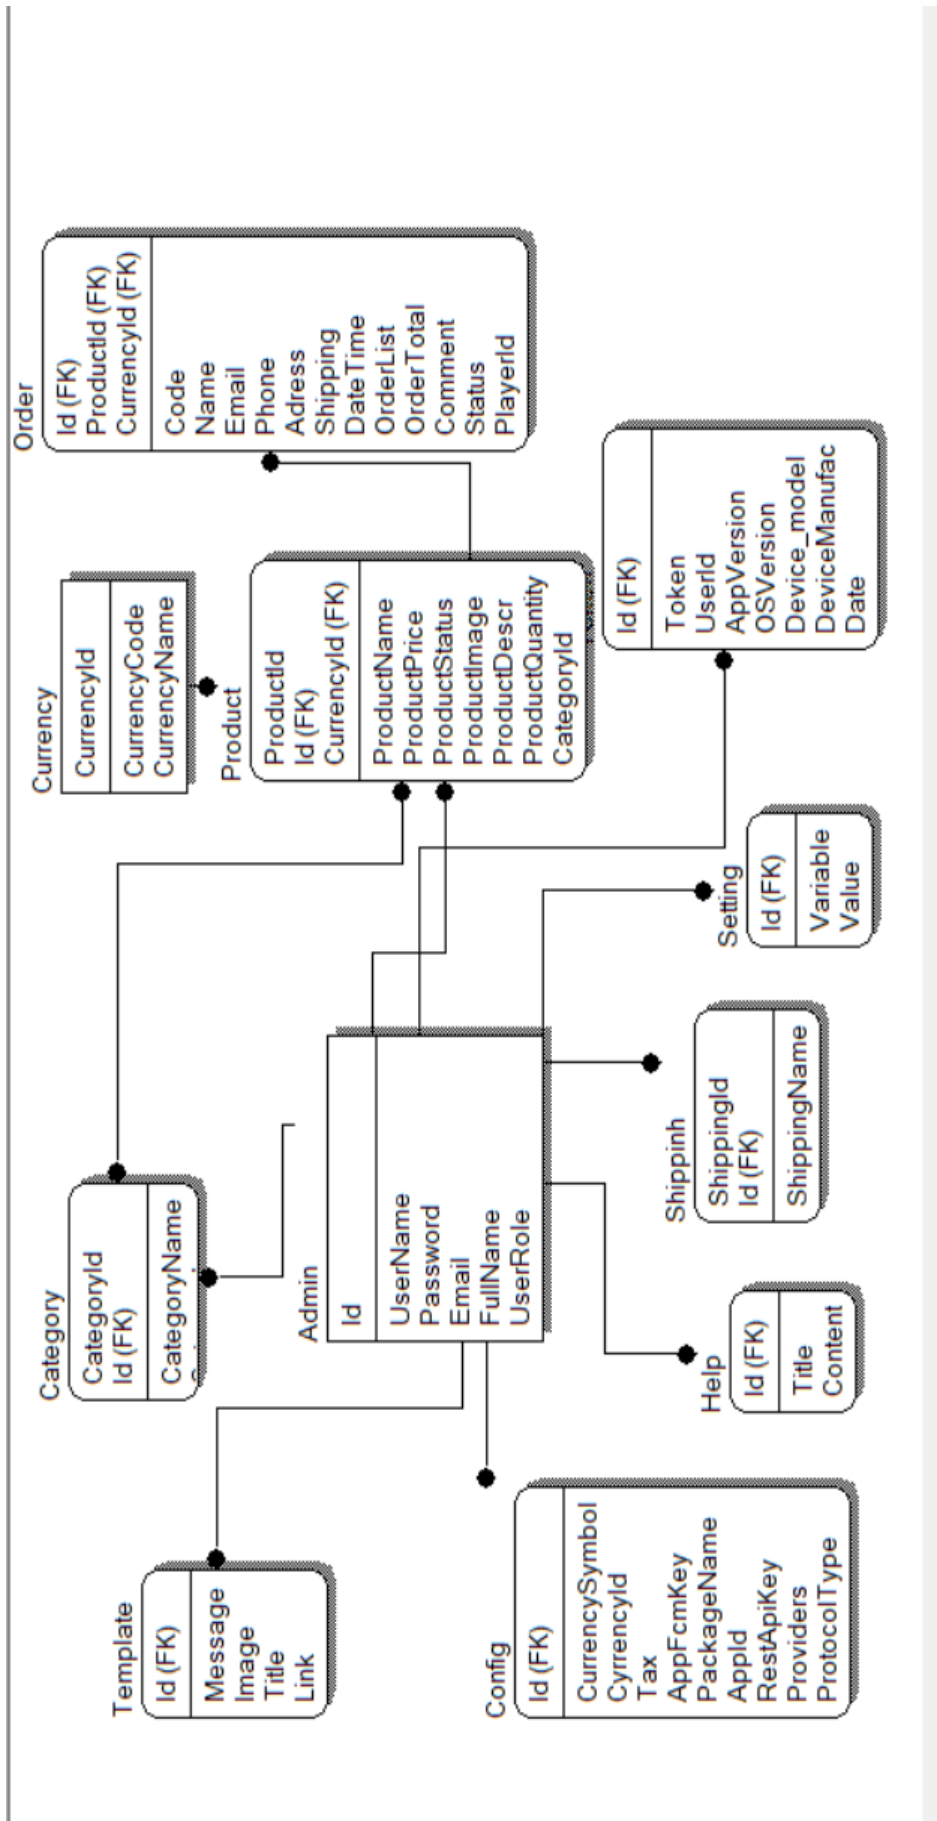 Template
Id (FK)
Message
Image
Title
Link
Category
CategoryId
Id (FK)
CategoryName
Currency
CurrencyId
CurrencyCode
CurrencyName
Order
Id (FK)
ProductId (FK)
CurrencyId (FK)
Code
Name
Email
Phone
Adress
Shipping
DateTime
OrderList
OrderTotal
Comment
Status
PlayerId
Product
ProductId
Id (FK)
CurrencyId (FK)
ProductName
ProductPrice
ProductStatus
ProductImage
ProductDescr
ProductQuantity
CategoryId
Admin
Id
UserName
Password
Email
FullName
UserRole
Config
Id (FK)
CurrencySymbol
CyrrencyId
Tax
AppFcmKey
PackageName
AppId
RestApiKey
Providers
ProtocolType
Help
Id (FK)
Title
Content
Shippinh
ShippingId
Id (FK)
ShippingName
Setting
Id (FK)
Variable
Value
Id (FK)
Token
UserId
AppVersion
OSVersion
Device_model
DeviceManufac
Date